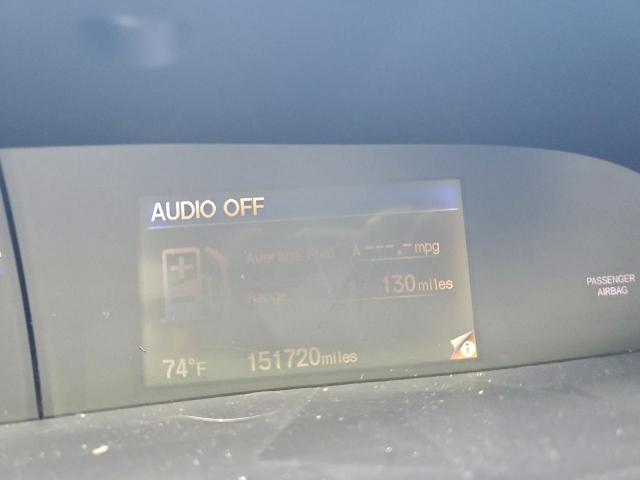 AUDIO OFF
Average Fuel A ---.- mpg
Range 130 miles
74°F 151720 miles
PASSENGER
AIRBAG